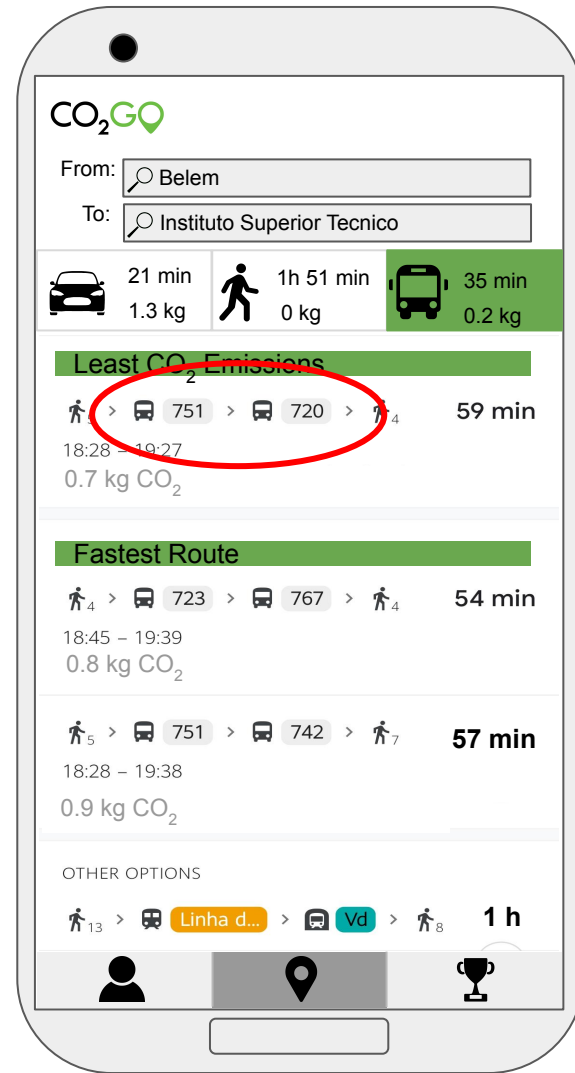 CO₂GO
From: Belem
To: Instituto Superior Tecnico
21 min 1h 51 min 35 min
1.3 kg 0 kg 0.2 kg
Least CO₂ Emissions
5 > 751 > 720 > 4 59 min
18:28 – 19:27
0.7 kg CO₂
Fastest Route
4 > 723 > 767 > 4 54 min
18:45 – 19:39
0.8 kg CO₂
5 > 751 > 742 > 7 57 min
18:28 – 19:38
0.9 kg CO₂
OTHER OPTIONS
13 > Linha d... > Vd > 8 1 h